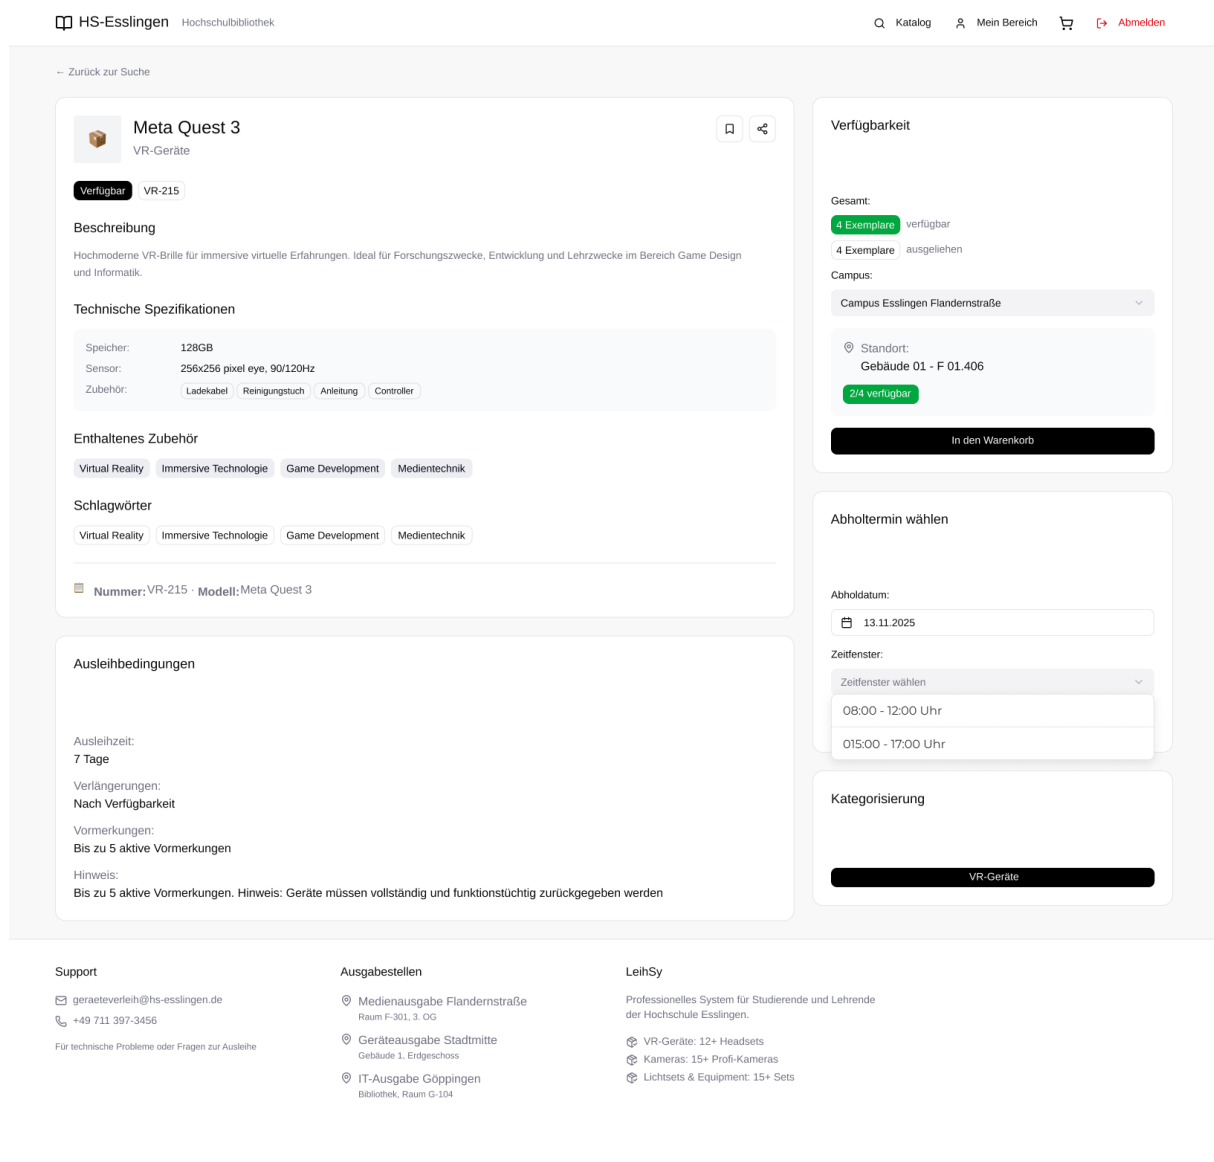 HS-Esslingen Hochschulbibliothek Katalog Mein Bereich Abmelden
← Zurück zur Suche
Meta Quest 3
VR-Geräte
Verfügbar VR-215
Beschreibung
Hochmoderne VR-Brille für immersive virtuelle Erfahrungen. Ideal für Forschungszwecke, Entwicklung und Lehrzwecke im Bereich Game Design
und Informatik.
Technische Spezifikationen
Speicher: 128GB
Sensor: 256x256 pixel eye, 90/120Hz
Zubehör: Ladekabel Reinigungstuch Anleitung Controller
Enthaltenes Zubehör
Virtual Reality Immersive Technologie Game Development Medientechnik
Schlagwörter
Virtual Reality Immersive Technologie Game Development Medientechnik
Nummer: VR-215 · Modell: Meta Quest 3
Ausleihbedingungen
Ausleihzeit:
7 Tage
Verlängerungen:
Nach Verfügbarkeit
Vormerkungen:
Bis zu 5 aktive Vormerkungen
Hinweis:
Bis zu 5 aktive Vormerkungen. Hinweis: Geräte müssen vollständig und funktionstüchtig zurückgegeben werden
Verfügbarkeit
Gesamt:
4 Exemplare verfügbar
4 Exemplare ausgeliehen
Campus:
Campus Esslingen Flandernstraße
Standort:
Gebäude 01 - F 01.406
2/4 verfügbar
In den Warenkorb
Abholtermin wählen
Abholdatum:
13.11.2025
Zeitfenster:
Zeitfenster wählen
08:00 - 12:00 Uhr
015:00 - 17:00 Uhr
Kategorisierung
VR-Geräte
Support
geraeteverleih@hs-esslingen.de
+49 711 397-3456
Für technische Probleme oder Fragen zur Ausleihe
Ausgabestellen
Medienausgabe Flandernstraße
Raum F-301, 3. OG
Geräteausgabe Stadtmitte
Gebäude 1, Erdgeschoss
IT-Ausgabe Göppingen
Bibliothek, Raum G-104
LeihSy
Professionelles System für Studierende und Lehrende
der Hochschule Esslingen.
VR-Geräte: 12+ Headsets
Kameras: 15+ Profi-Kameras
Lichtsets & Equipment: 15+ Sets